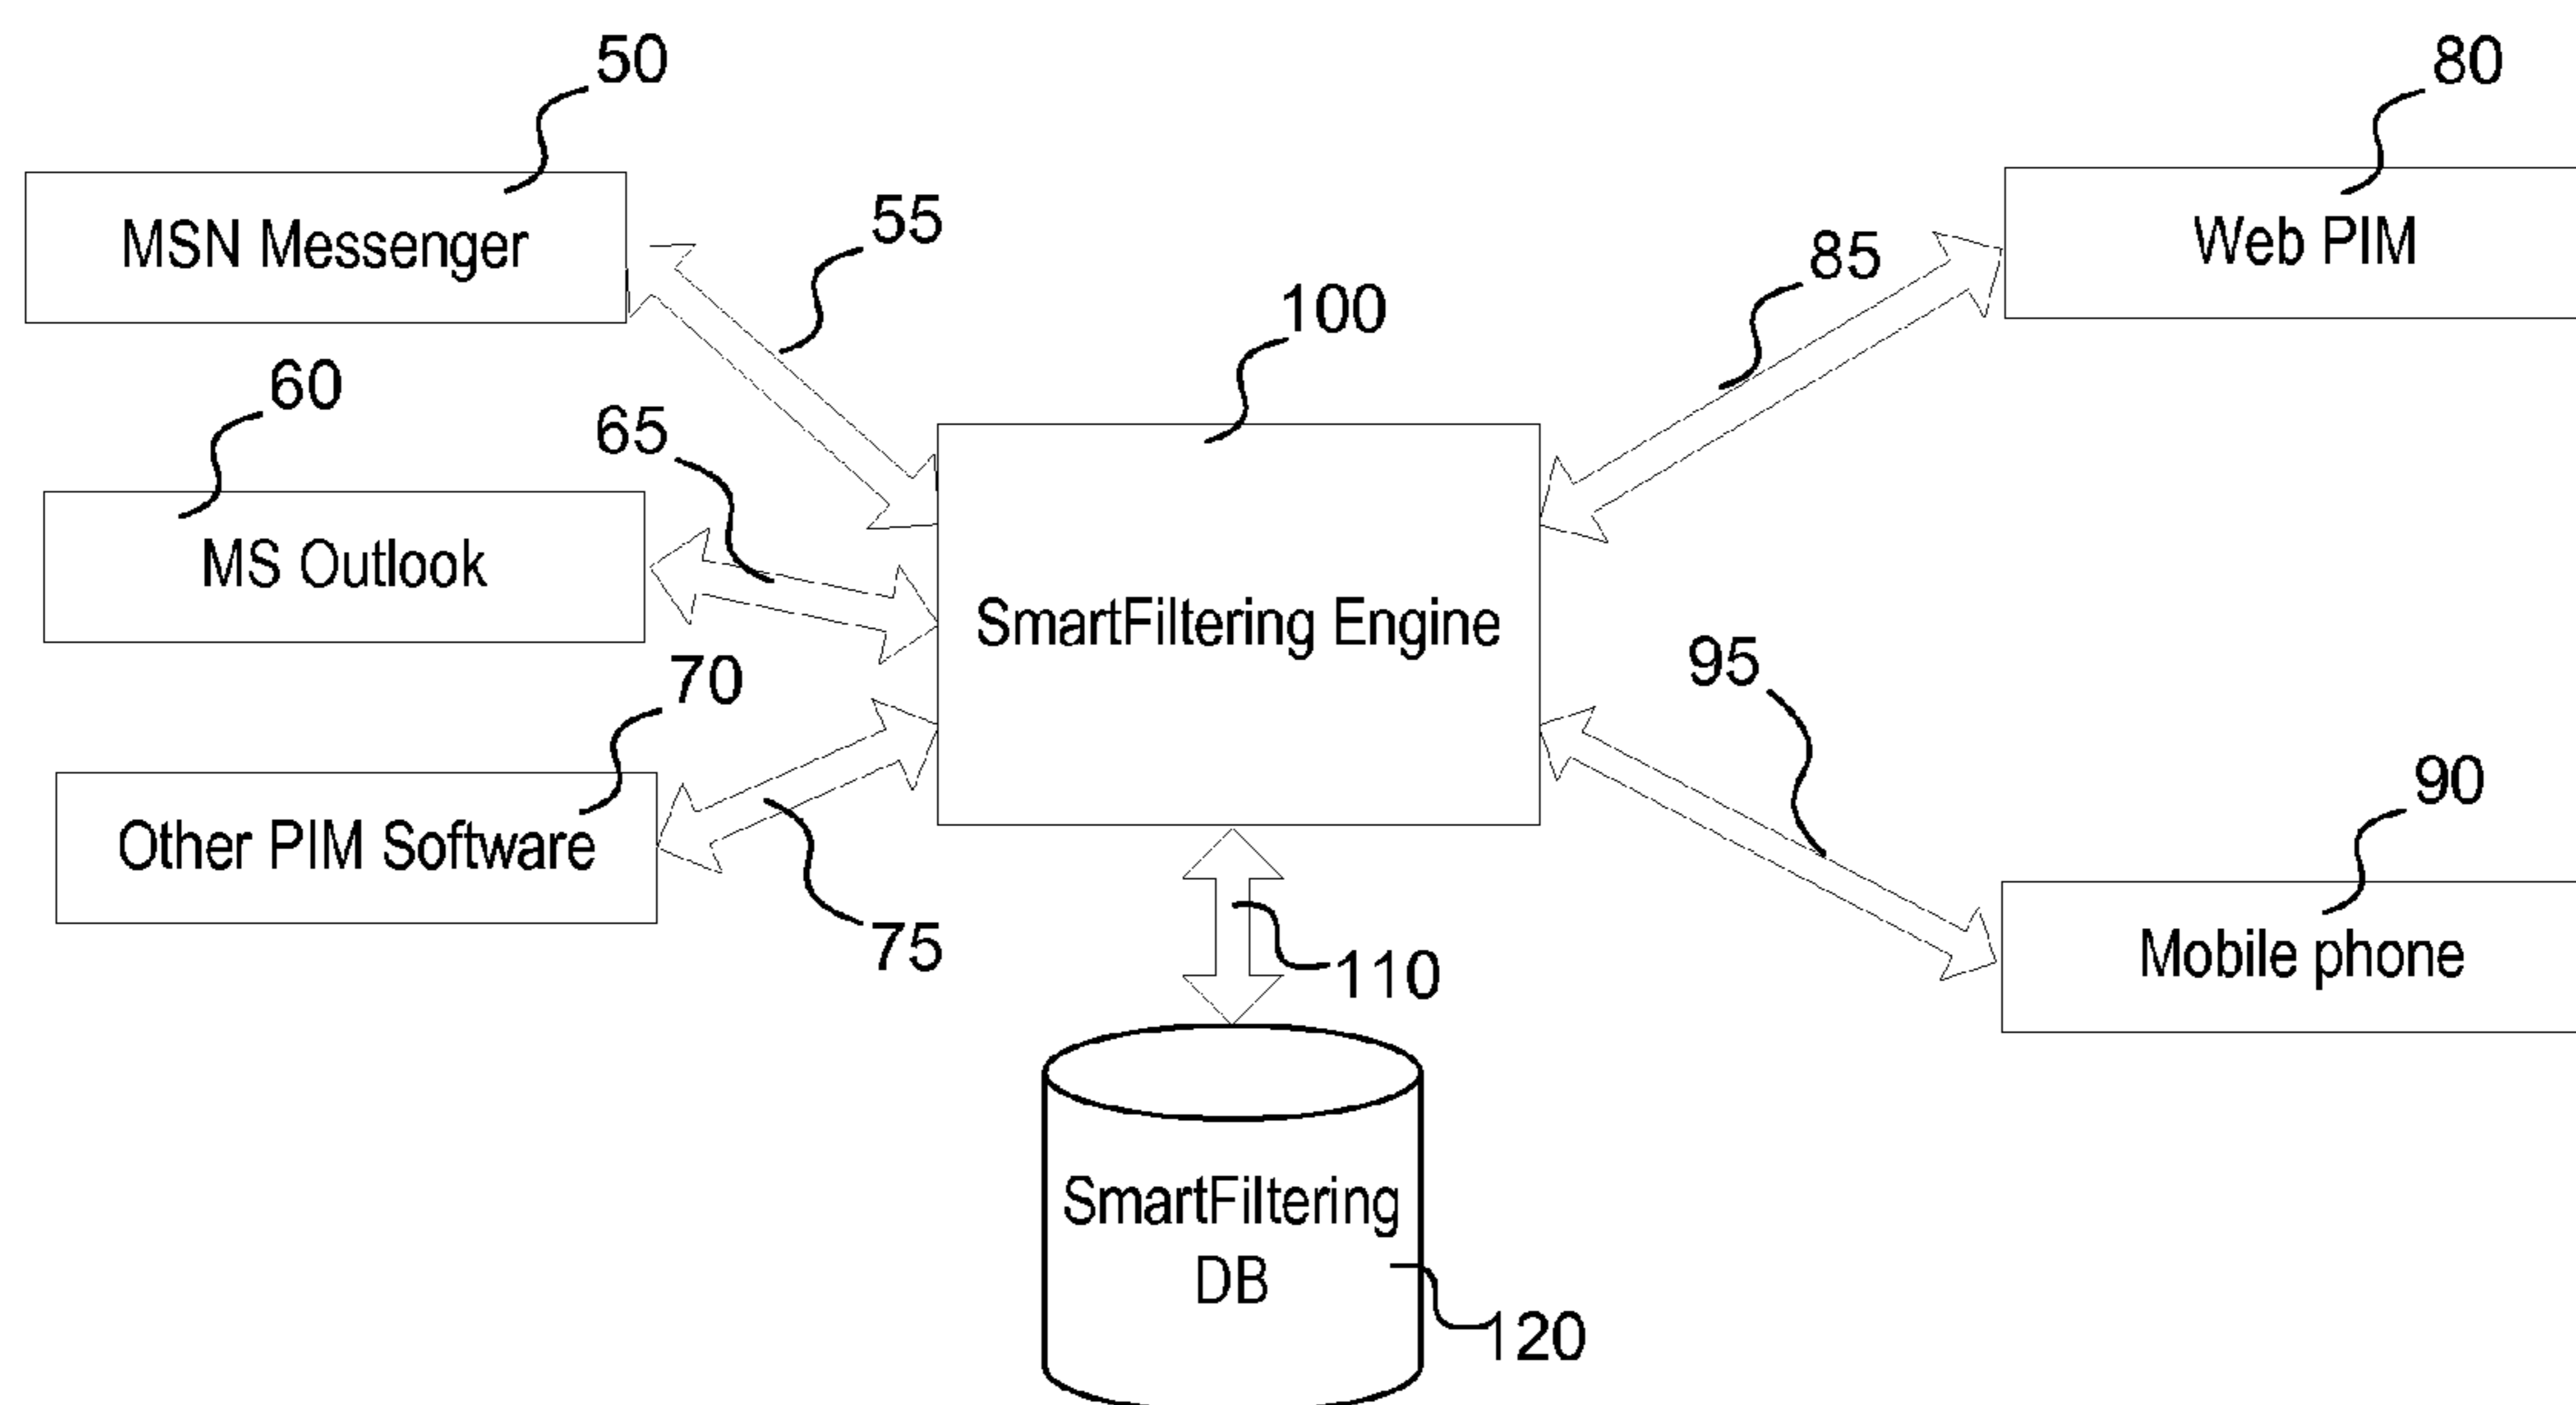 50
80
MSN Messenger
55
Web PIM
85
100
60
65
MS Outlook
SmartFiltering Engine
70
95
Other PIM Software
90
75
110
Mobile phone
SmartFiltering
DB
120